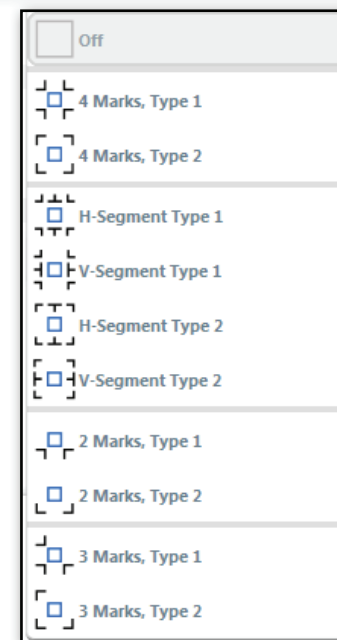 Off
4 Marks, Type 1
4 Marks, Type 2
H-Segment Type 1
V-Segment Type 1
H-Segment Type 2
V-Segment Type 2
2 Marks, Type 1
2 Marks, Type 2
3 Marks, Type 1
3 Marks, Type 2